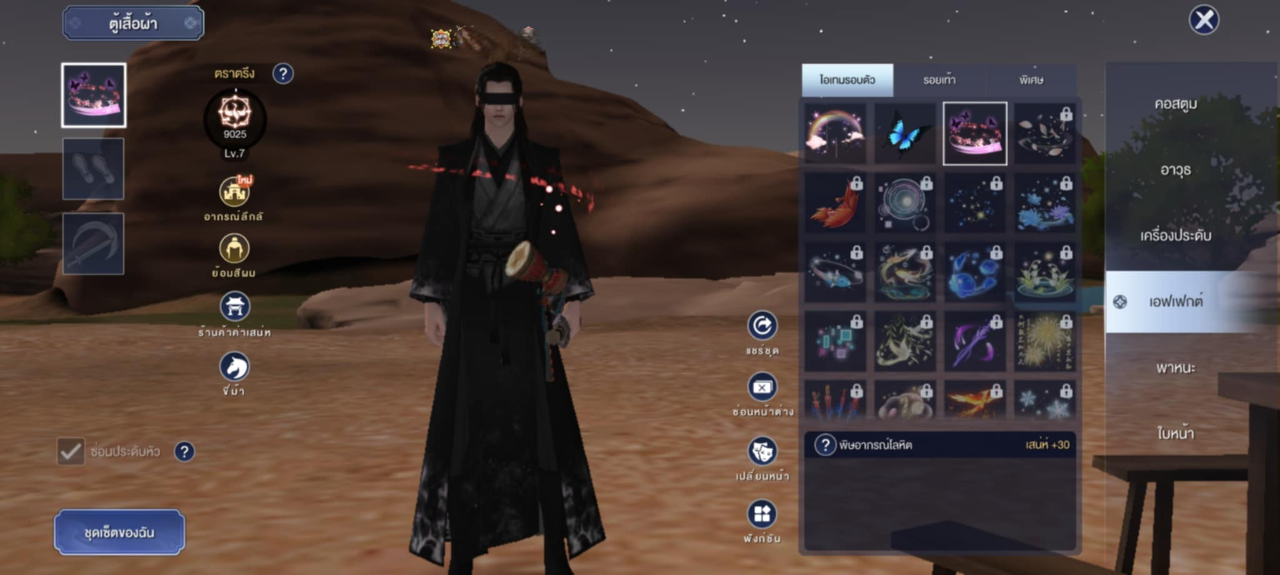 ตู้เสื้อผ้า
ตราตรึง
?
9025
Lv.7
ใหม่
อาภรณ์ลึกล้ำ
ย้อมสีผม
ร้านค้าค่าเสน่ห์
ขี่ม้า
ซ่อนประดับหัว
?
ชุดเซ็ตของฉัน
แชร์ชุด
ซ่อนหน้าต่าง
เปลี่ยนหน้า
ฟังก์ชัน
ไอเทมรอบตัว
รอยเท้า
พิเศษ
? พิษอาภรณ์โลหิต
เสน่ห์ +30
คอสตูม
อาวุธ
เครื่องประดับ
เอฟเฟกต์
พาหนะ
ใบหน้า